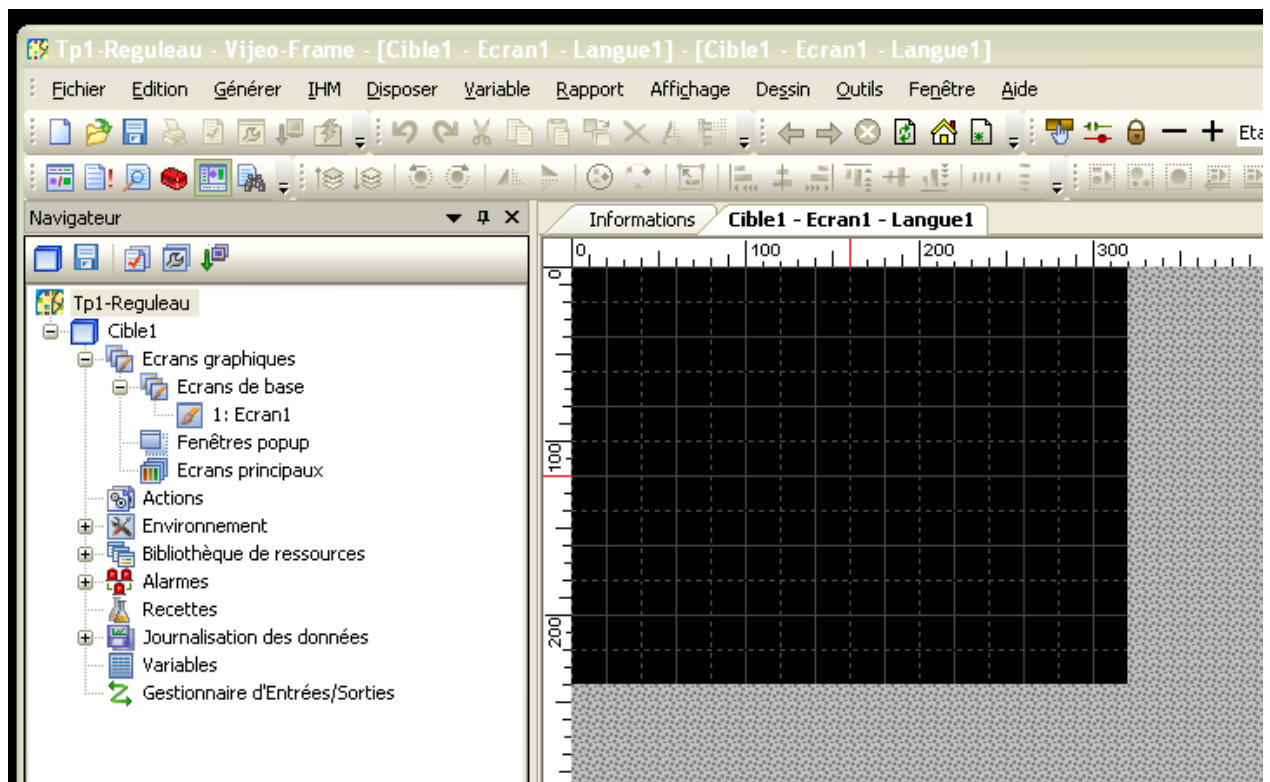 Tp1-Reguleau - Vijeo-Frame - [Cible1 - Ecran1 - Langue1] - [Cible1 - Ecran1 - Langue1]
Fichier Edition Générer IHM Disposer Variable Rapport Affichage Dessin Outils Fenêtre Aide
Eta
Navigateur
Informations Cible1 - Ecran1 - Langue1
0 100 200 300
0
100
200
Tp1-Reguleau
Cible1
Ecrans graphiques
Ecrans de base
1: Ecran1
Fenêtres popup
Ecrans principaux
Actions
Environnement
Bibliothèque de ressources
Alarmes
Recettes
Journalisation des données
Variables
Gestionnaire d'Entrées/Sorties